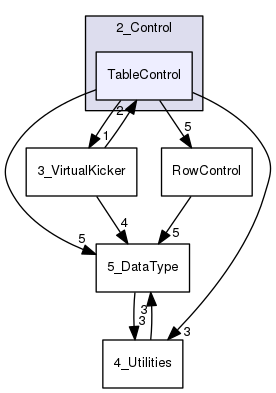 2_Control
TableControl
1
2
5
3_VirtualKicker
RowControl
4
5
5
5_DataType
3
3
3
4_Utilities